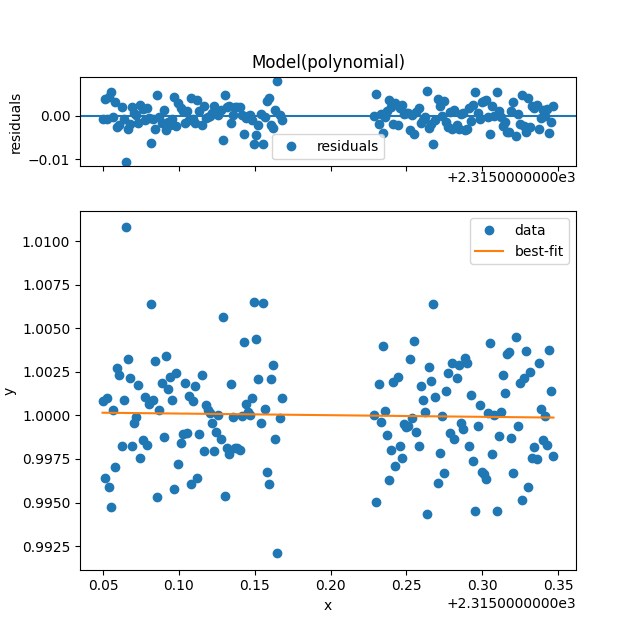 Model(polynomial)
residuals
0.00
−0.01
residuals
+2.3150000000e3
y
1.0100
1.0075
1.0050
1.0025
1.0000
0.9975
0.9950
0.9925
data
best-fit
0.05 0.10 0.15 0.20 0.25 0.30 0.35
x
+2.3150000000e3